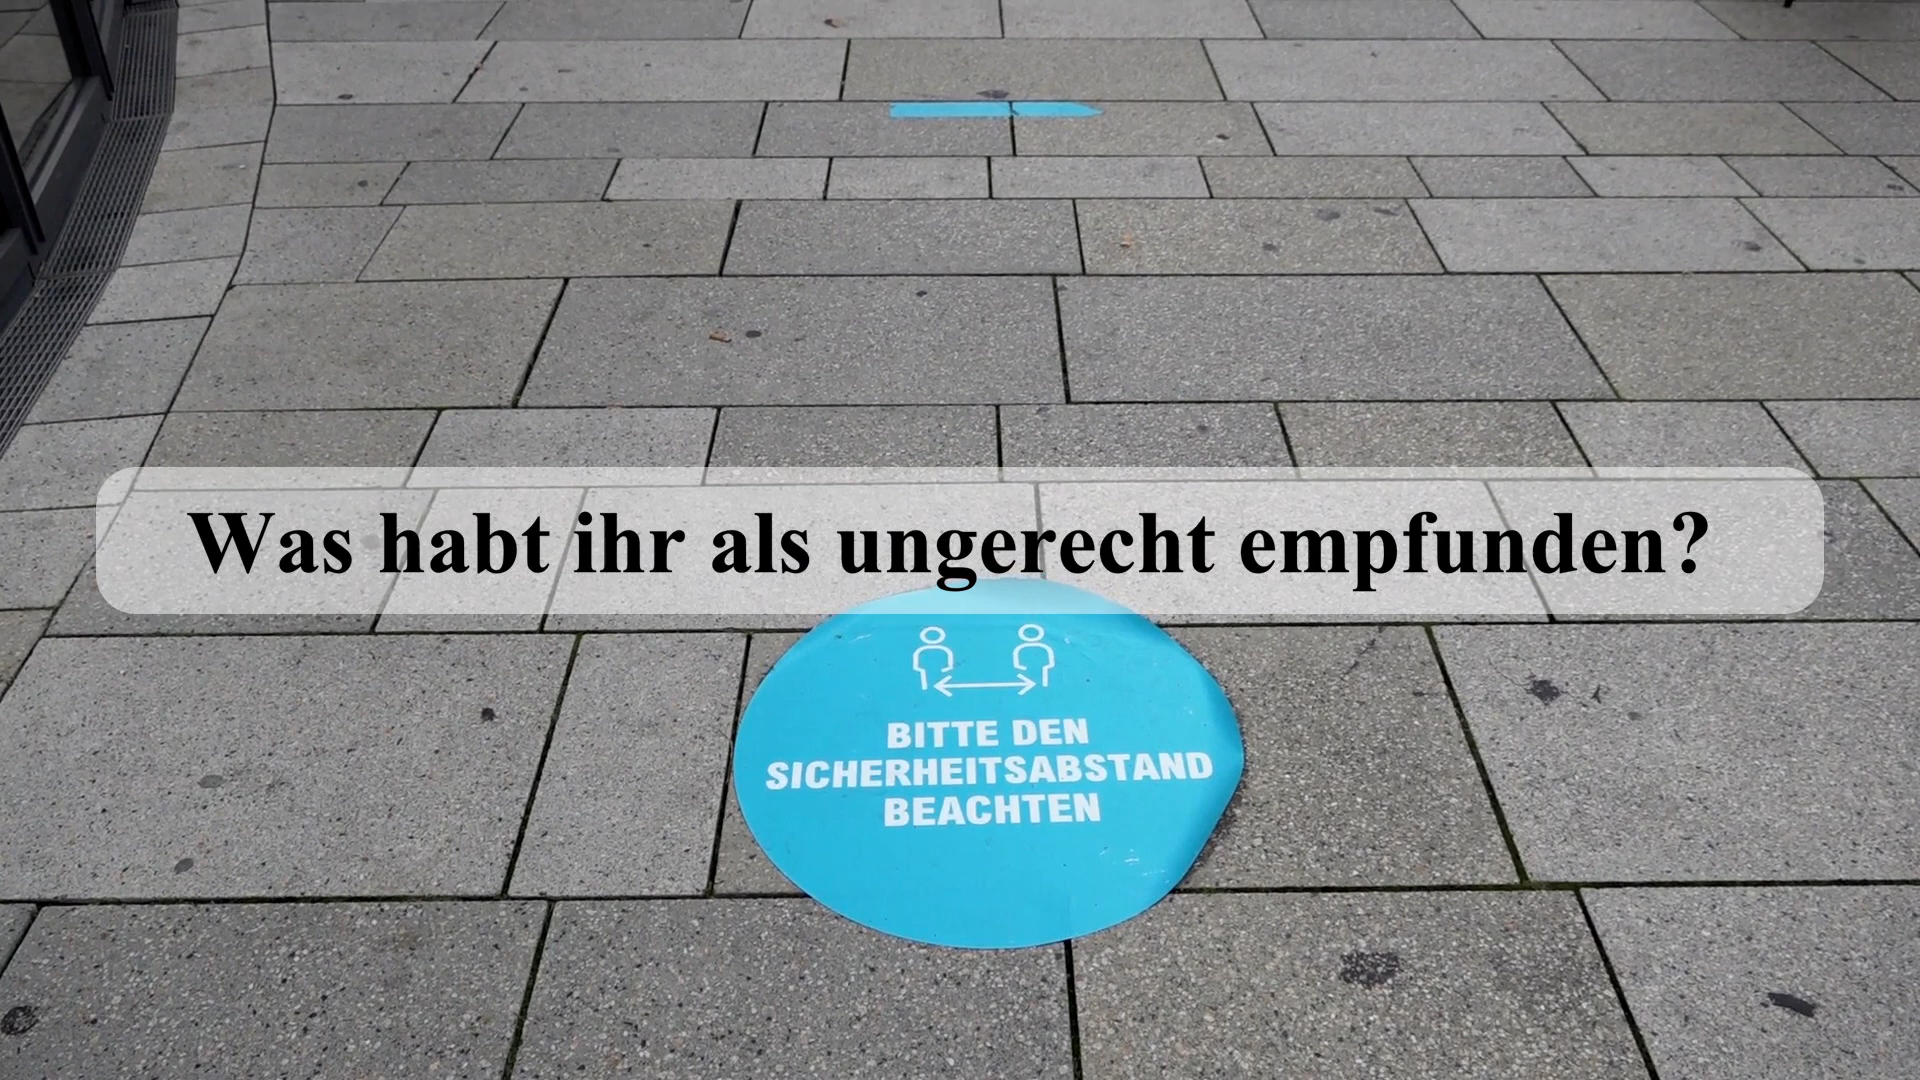 Was habt ihr als ungerecht empfunden?
BITTE DEN
SICHERHEITSABSTAND
BEACHTEN